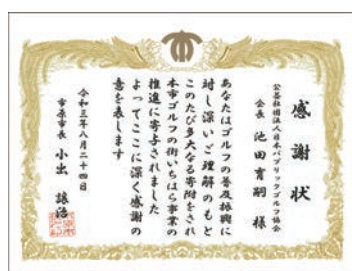 感謝状
公益社団法人日本パブリックゴルフ協会
会長 池田育嗣 様
あなたはゴルフの普及振興に
対し深いご理解のもと
このたび多大なる寄附をされ
本市ゴルフの街いちはら事業の
推進に寄与されました
よってここに深く感謝の
意を表します
令和三年八月二十四日
市原市長 小出 譲治